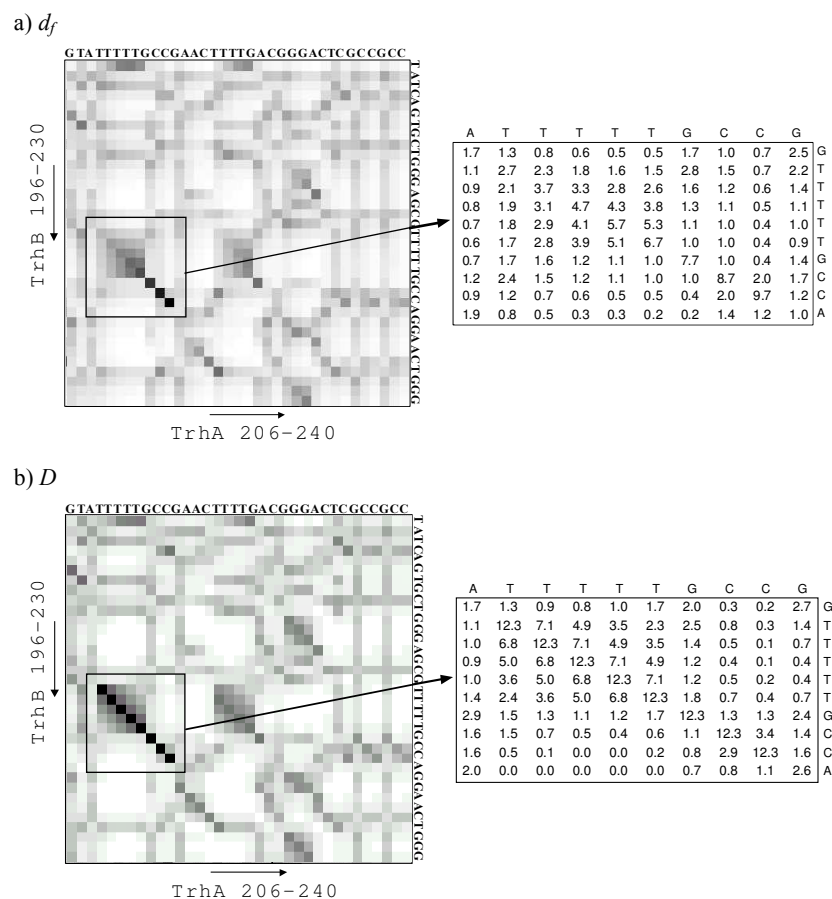 a) d_f
GTATTTTTGCCGAACTTTTGACGGGACTCGCCGCC
TATCAGTGCTGGGAGCGTTTTTGCCAGGAACTGGG
TrhB 196-230
TrhA 206-240
A T T T T T G C C G
1.7 1.3 0.8 0.6 0.5 0.5 1.7 1.0 0.7 2.5 G
1.1 2.7 2.3 1.8 1.6 1.5 2.8 1.5 0.7 2.2 T
0.9 2.1 3.7 3.3 2.8 2.6 1.6 1.2 0.6 1.4 T
0.8 1.9 3.1 4.7 4.3 3.8 1.3 1.1 0.5 1.1 T
0.7 1.8 2.9 4.1 5.7 5.3 1.1 1.0 0.4 1.0 T
0.6 1.7 2.8 3.9 5.1 6.7 1.0 1.0 0.4 0.9 T
0.7 1.7 1.6 1.2 1.1 1.0 7.7 1.0 0.4 1.4 G
1.2 2.4 1.5 1.2 1.1 1.0 1.0 8.7 2.0 1.7 C
0.9 1.2 0.7 0.6 0.5 0.5 0.4 2.0 9.7 1.2 C
1.9 0.8 0.5 0.3 0.3 0.2 0.2 1.4 1.2 1.0 A
b) D
GTATTTTTGCCGAACTTTTGACGGGACTCGCCGCC
TATCAGTGCTGGGAGCGTTTTTGCCAGGAACTGGG
TrhB 196-230
TrhA 206-240
A T T T T T G C C G
1.7 1.3 0.9 0.8 1.0 1.7 2.0 0.3 0.2 2.7 G
1.1 12.3 7.1 4.9 3.5 2.3 2.5 0.8 0.3 1.4 T
1.0 6.8 12.3 7.1 4.9 3.5 1.4 0.5 0.1 0.7 T
0.9 5.0 6.8 12.3 7.1 4.9 1.2 0.4 0.1 0.4 T
1.0 3.6 5.0 6.8 12.3 7.1 1.2 0.5 0.2 0.4 T
1.4 2.4 3.6 5.0 6.8 12.3 1.8 0.7 0.4 0.7 T
2.9 1.5 1.3 1.1 1.2 1.7 12.3 1.3 1.3 2.4 G
1.6 1.5 0.7 0.5 0.4 0.6 1.1 12.3 3.4 1.4 C
1.6 0.5 0.1 0.0 0.0 0.2 0.8 2.9 12.3 1.6 C
2.0 0.0 0.0 0.0 0.0 0.0 0.7 0.8 1.1 2.6 A